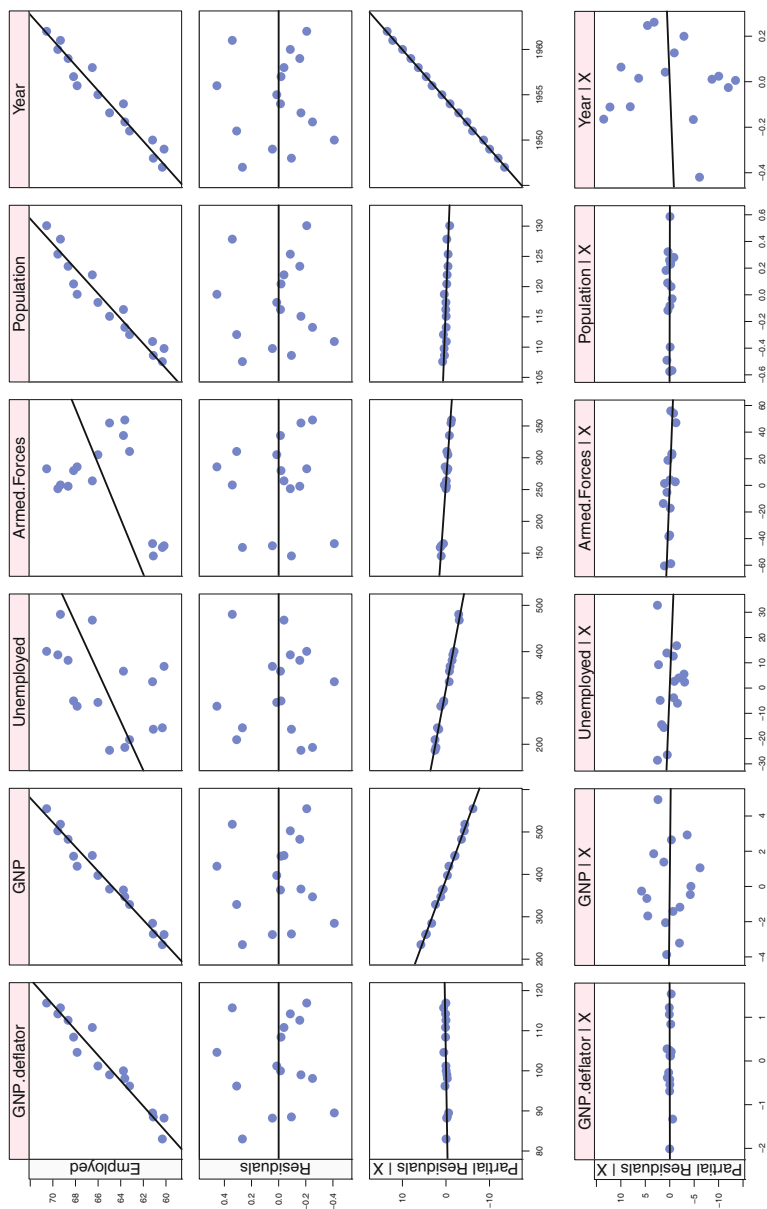 GNP.deflator GNP Unemployed Armed.Forces Population Year
Employed
70
68
66
64
62
60
Residuals
0.4
0.2
0.0
-0.2
-0.4
Partial Residuals | X
10
0
-10
80 90 100 110 120 200 300 400 500 600 200 300 400 500 150 200 250 300 350 105 110 115 120 125 130 1950 1955 1960
GNP.deflator | X GNP | X Unemployed | X Armed.Forces | X Population | X Year | X
Partial Residuals | X
10
5
0
-5
-10
-2 -1 0 1 -4 -2 0 2 4 -30 -20 -10 0 10 20 30 -60 -40 -20 0 20 40 60 -0.6 -0.4 -0.2 0.0 0.2 0.4 0.6 -0.4 -0.2 0.0 0.2